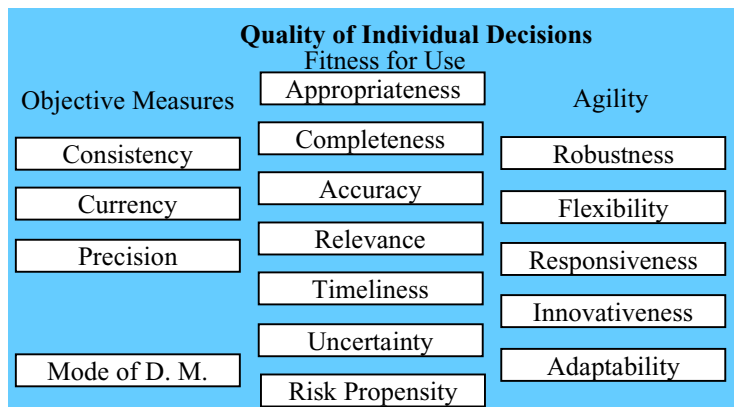 Quality of Individual Decisions
Objective Measures
Consistency
Currency
Precision
Mode of D. M.
Fitness for Use
Appropriateness
Completeness
Accuracy
Relevance
Timeliness
Uncertainty
Risk Propensity
Agility
Robustness
Flexibility
Responsiveness
Innovativeness
Adaptability